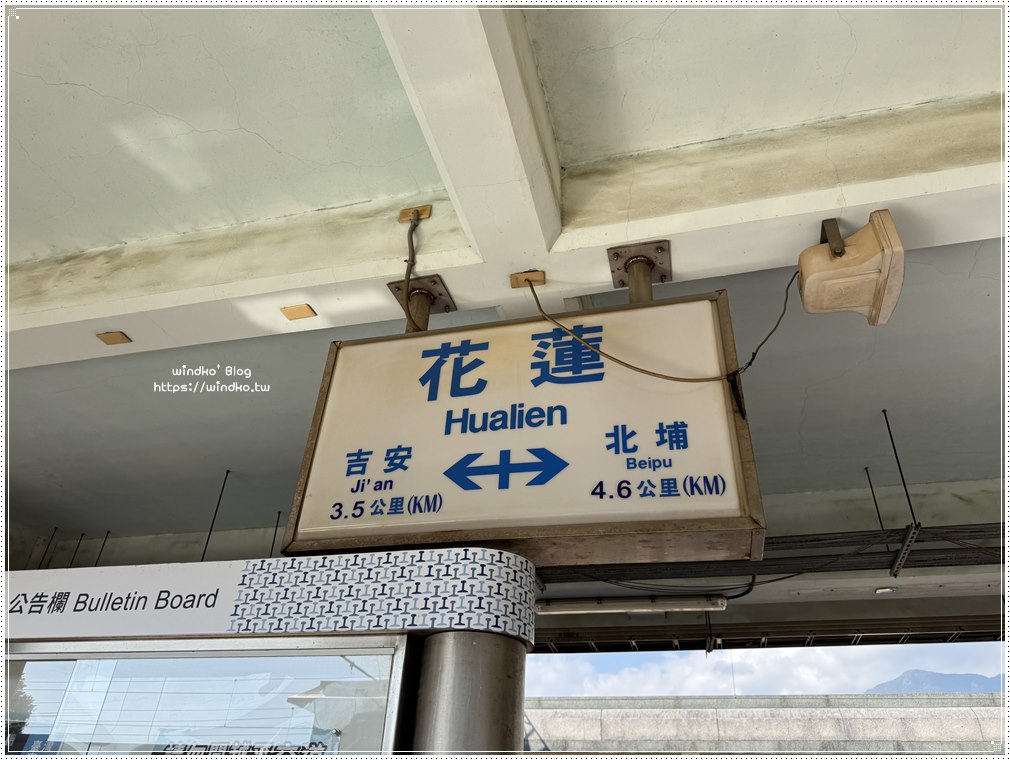 windko' Blog
https://windko.tw
花蓮
Hualien
吉安
Ji'an
3.5公里(KM)
北埔
Beipu
4.6公里(KM)
公告欄 Bulletin Board